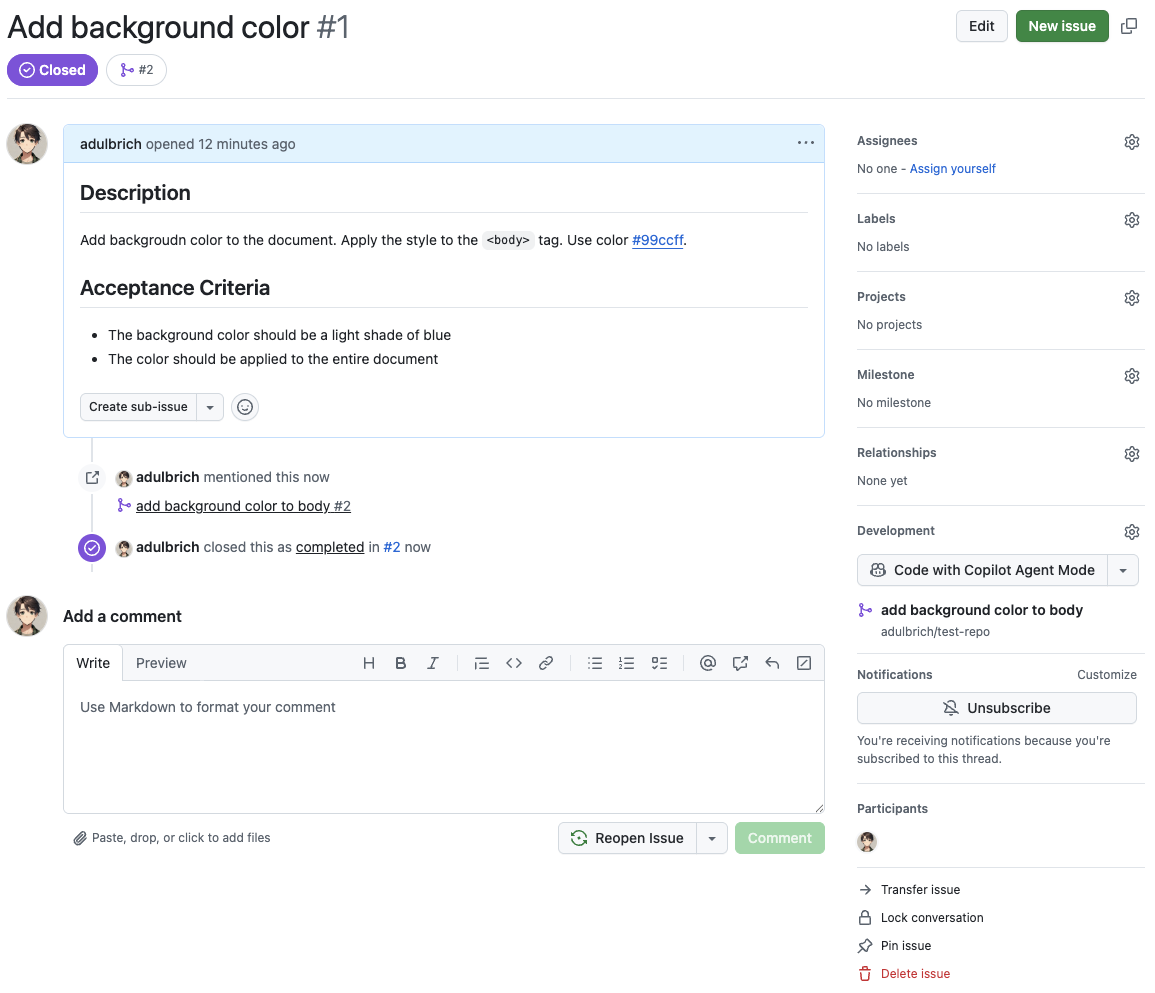 Add background color #1
Edit
New issue
Closed
#2
adulbrich opened 12 minutes ago
Description
Add backgroudn color to the document. Apply the style to the <body> tag. Use color #99ccff.
Acceptance Criteria
• The background color should be a light shade of blue
• The color should be applied to the entire document
Create sub-issue
adulbrich mentioned this now
add background color to body #2
adulbrich closed this as completed in #2 now
Add a comment
Write
Preview
Use Markdown to format your comment
Paste, drop, or click to add files
Reopen Issue
Comment
Assignees
No one - Assign yourself
Labels
No labels
Projects
No projects
Milestone
No milestone
Relationships
None yet
Development
Code with Copilot Agent Mode
add background color to body
adulbrich/test-repo
Notifications
Customize
Unsubscribe
You're receiving notifications because you're
subscribed to this thread.
Participants
Transfer issue
Lock conversation
Pin issue
Delete issue